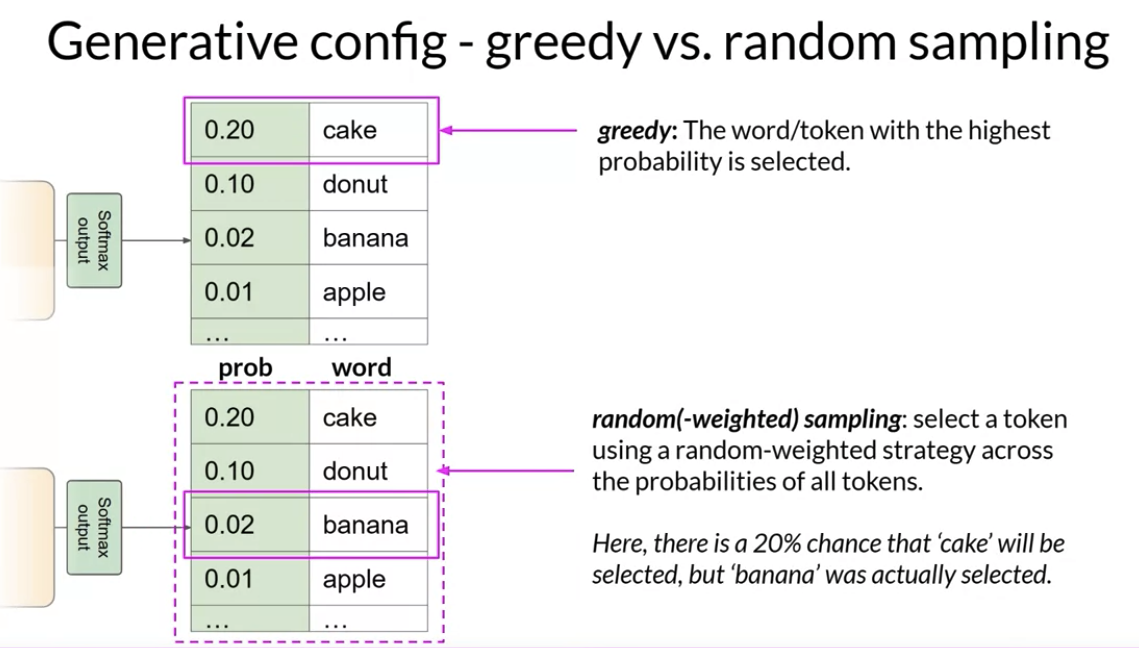 Generative config - greedy vs. random sampling
Softmax
output
0.20 cake
0.10 donut
0.02 banana
0.01 apple
... ...
greedy: The word/token with the highest
probability is selected.
prob word
Softmax
output
0.20 cake
0.10 donut
0.02 banana
0.01 apple
... ...
random(-weighted) sampling: select a token
using a random-weighted strategy across
the probabilities of all tokens.
Here, there is a 20% chance that ‘cake’ will be
selected, but ‘banana’ was actually selected.